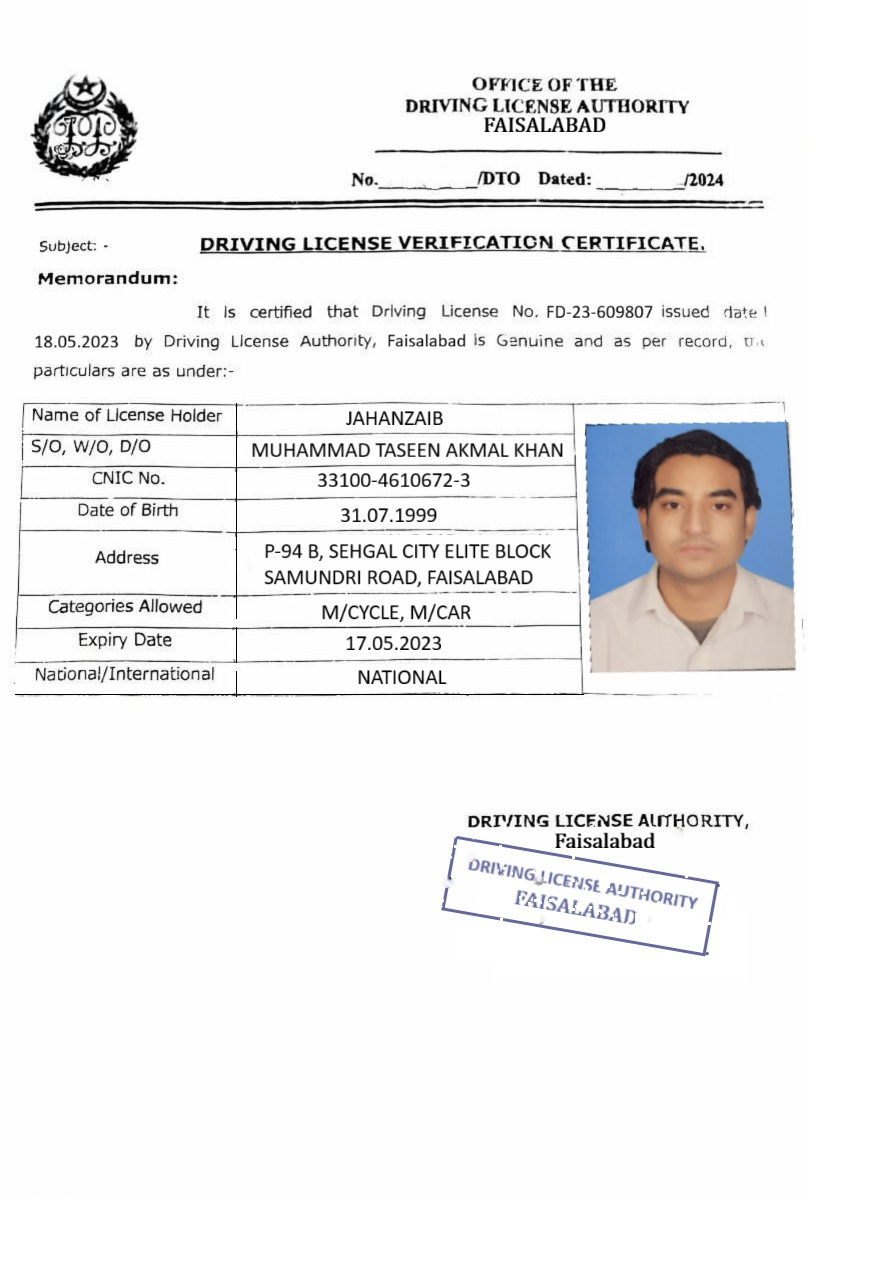 OFFICE OF THE
DRIVING LICENSE AUTHORITY
FAISALABAD
No.________/DTO Dated: ________/2024
Subject: - DRIVING LICENSE VERIFICATION CERTIFICATE.
Memorandum:
It is certified that Driving License No. FD-23-609807 issued date
18.05.2023 by Driving License Authority, Faisalabad is Genuine and as per record,
particulars are as under:-
Name of License Holder JAHANZAIB
S/O, W/O, D/O MUHAMMAD TASEEN AKMAL KHAN
CNIC No. 33100-4610672-3
Date of Birth 31.07.1999
Address P-94 B, SEHGAL CITY ELITE BLOCK
SAMUNDRI ROAD, FAISALABAD
Categories Allowed M/CYCLE, M/CAR
Expiry Date 17.05.2023
National/International NATIONAL
DRIVING LICENSE AUTHORITY,
Faisalabad
DRIVING LICENSE AUTHORITY
FAISALABAD